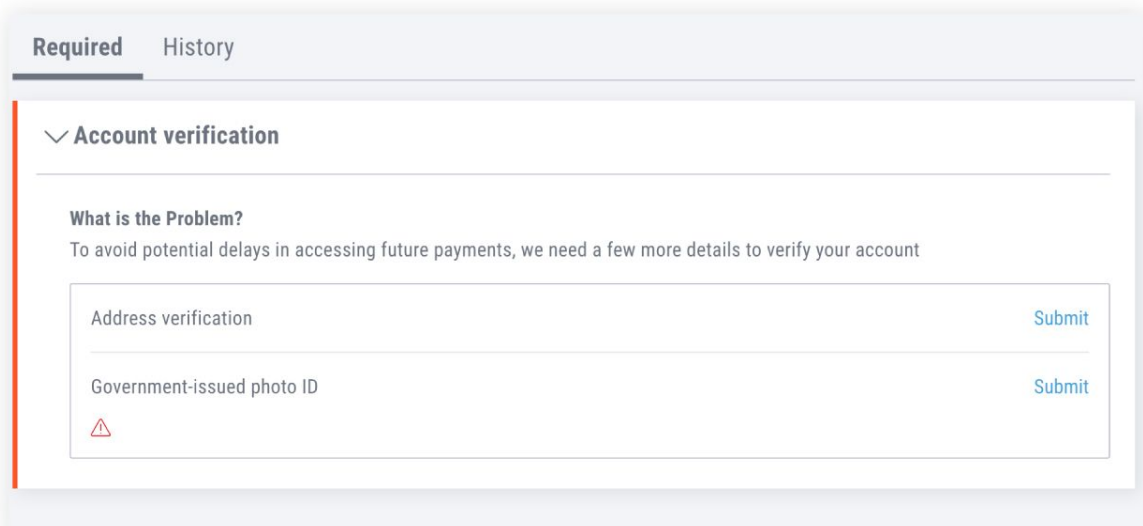 Required History
Account verification
What is the Problem?
To avoid potential delays in accessing future payments, we need a few more details to verify your account
Address verification Submit
Government-issued photo ID Submit